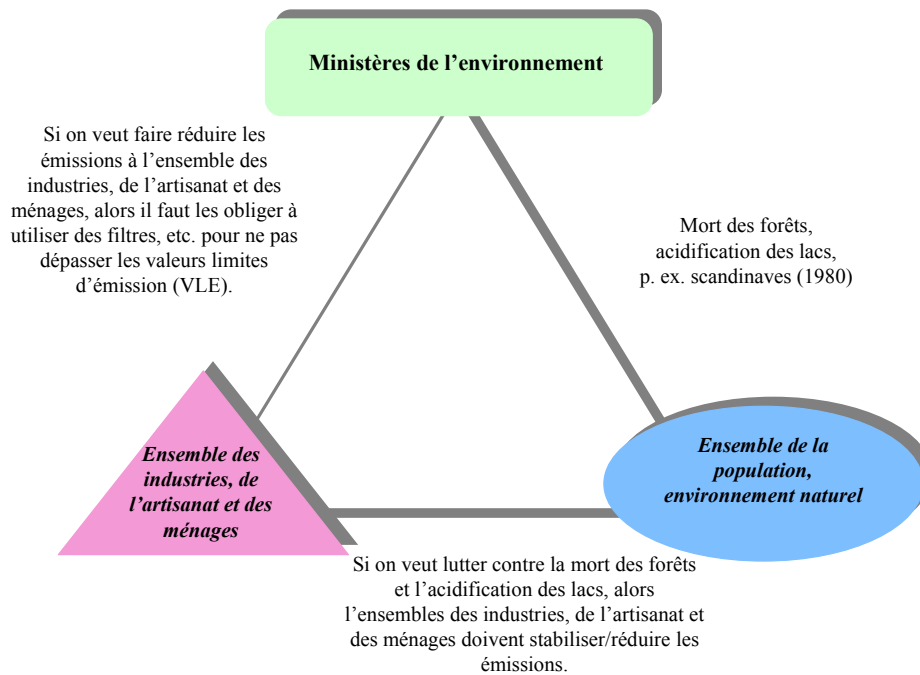 Ministères de l'environnement
Si on veut faire réduire les
émissions à l'ensemble des
industries, de l'artisanat et des
ménages, alors il faut les obliger à
utiliser des filtres, etc. pour ne pas
dépasser les valeurs limites
d'émission (VLE).
Mort des forêts,
acidification des lacs,
p. ex. scandinaves (1980)
Ensemble des
industries, de
l'artisanat et des
ménages
Ensemble de la
population,
environnement naturel
Si on veut lutter contre la mort des forêts
et l'acidification des lacs, alors
l'ensembles des industries, de l'artisanat et
des ménages doivent stabiliser/réduire les
émissions.